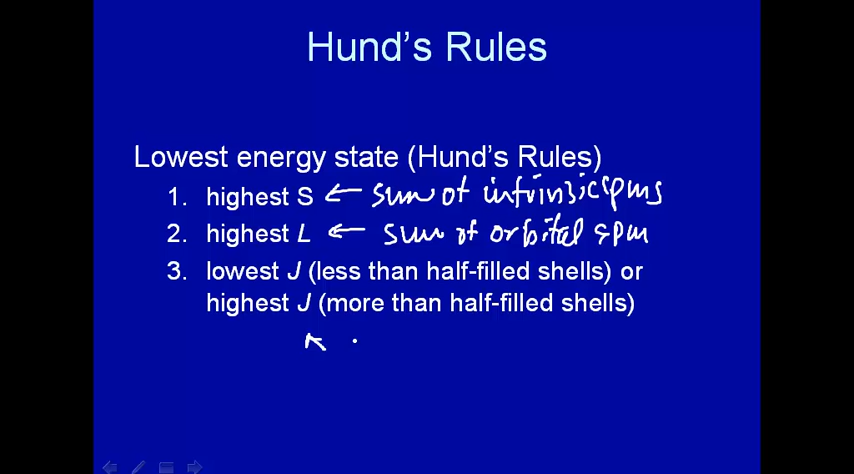 Hund's Rules
Lowest energy state (Hund's Rules)
1. highest S ← sum of intrinsic spins
2. highest L ← sum of orbital spin
3. lowest J (less than half-filled shells) or
highest J (more than half-filled shells)